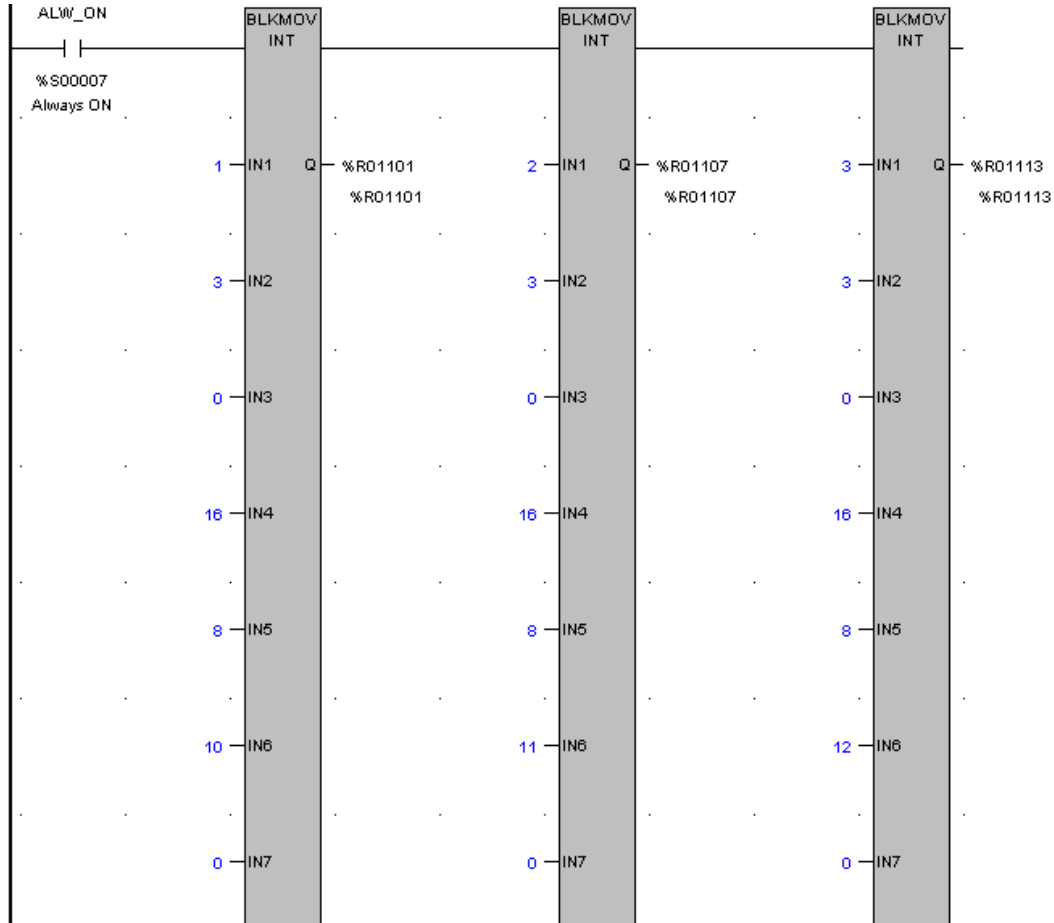 ALW_ON
BLKMOV INT
BLKMOV INT
BLKMOV INT
%S00007
Always ON
1 IN1 Q %R01101 2 IN1 Q %R01107 3 IN1 Q %R01113
%R01101 %R01107 %R01113
3 IN2 3 IN2 3 IN2
0 IN3 0 IN3 0 IN3
16 IN4 16 IN4 16 IN4
8 IN5 8 IN5 8 IN5
10 IN6 11 IN6 12 IN6
0 IN7 0 IN7 0 IN7